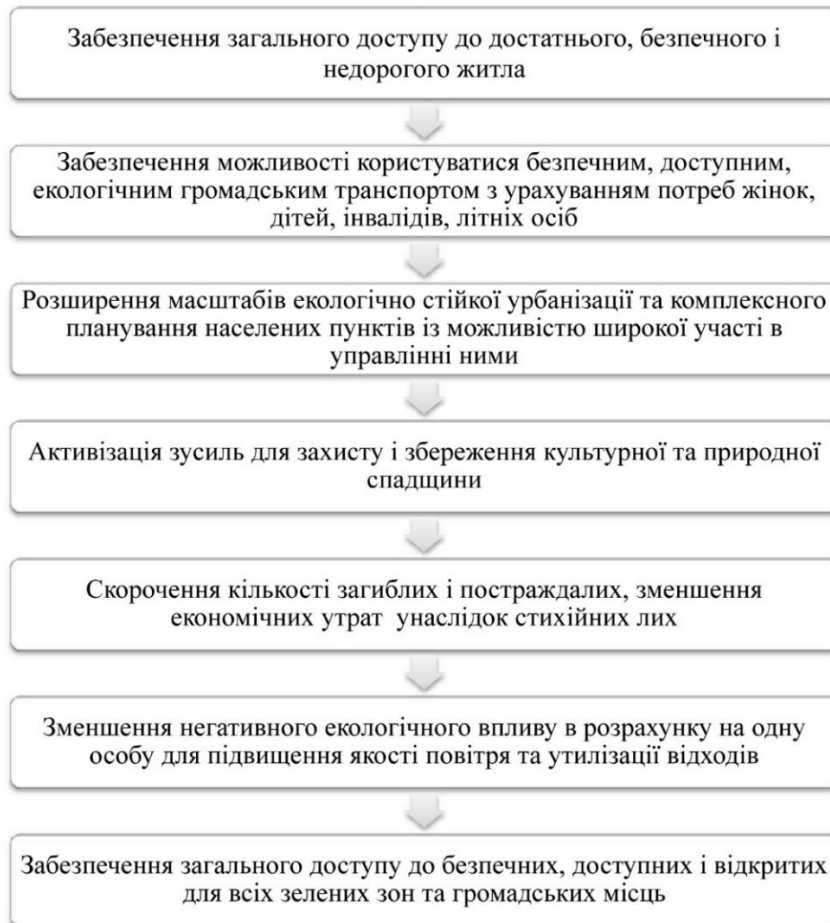 Забезпечення загального доступу до достатнього, безпечного і
недорогого житла
Забезпечення можливості користуватися безпечним, доступним,
екологічним громадським транспортом з урахуванням потреб жінок,
дітей, інвалідів, літніх осіб
Розширення масштабів екологічно стійкої урбанізації та комплексного
планування населених пунктів із можливістю широкої участі в
управлінні ними
Активізація зусиль для захисту і збереження культурної та природної
спадщини
Скорочення кількості загиблих і постраждалих, зменшення
економічних утрат унаслідок стихійних лих
Зменшення негативного екологічного впливу в розрахунку на одну
особу для підвищення якості повітря та утилізації відходів
Забезпечення загального доступу до безпечних, доступних і відкритих
для всіх зелених зон та громадських місць